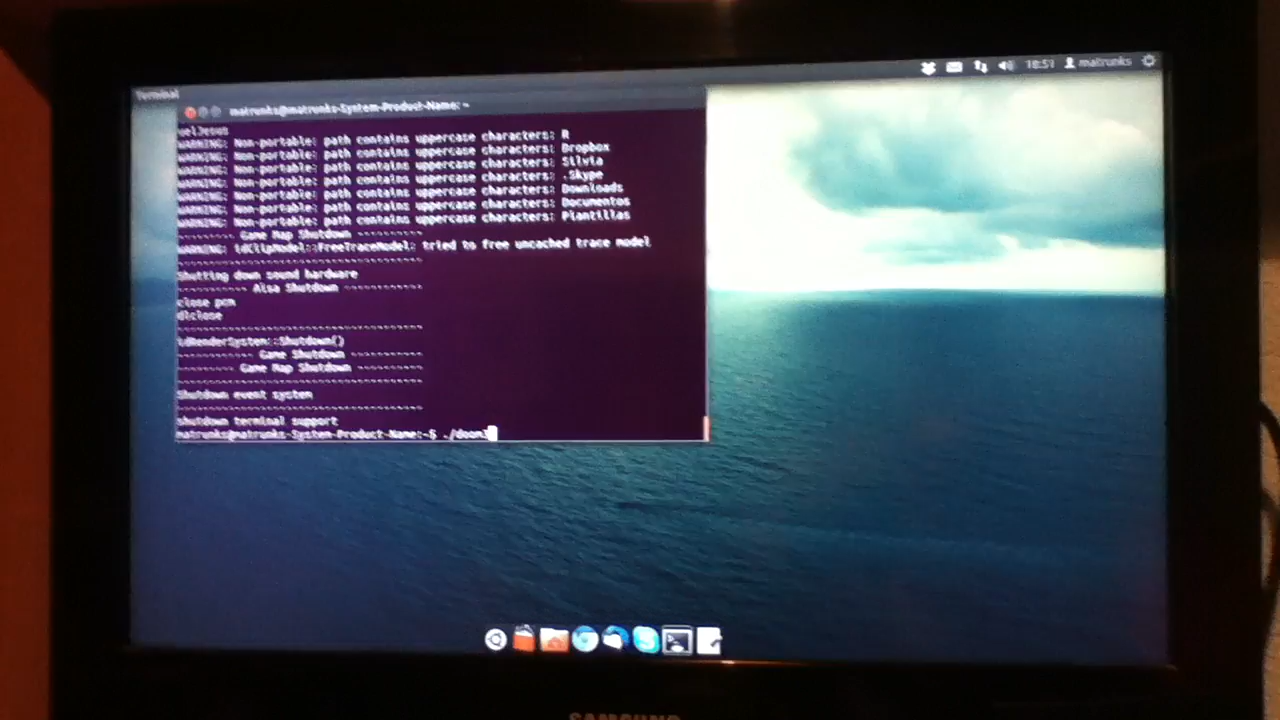 18:51 matrunks
Terminal
matrunks@matrunks-System-Product-Name: ~
uelJesus
WARNING: Non-portable: path contains uppercase characters: R
WARNING: Non-portable: path contains uppercase characters: Dropbox
WARNING: Non-portable: path contains uppercase characters: Silvia
WARNING: Non-portable: path contains uppercase characters: .Skype
WARNING: Non-portable: path contains uppercase characters: Downloads
WARNING: Non-portable: path contains uppercase characters: Documentos
WARNING: Non-portable: path contains uppercase characters: Plantillas
--------- Game Map Shutdown ----------
WARNING: idClipModel::FreeTraceModel: tried to free uncached trace model
--------------------------------------
Shutting down sound hardware
----------- Alsa Shutdown ------------
close pcm
dlclose
--------------------------------------
idRenderSystem::Shutdown()
------------ Game Shutdown -----------
--------- Game Map Shutdown ----------
--------------------------------------
Shutdown event system
--------------------------------------
shutdown terminal support
matrunks@matrunks-System-Product-Name:~$ ./doom3
SAMSUNG